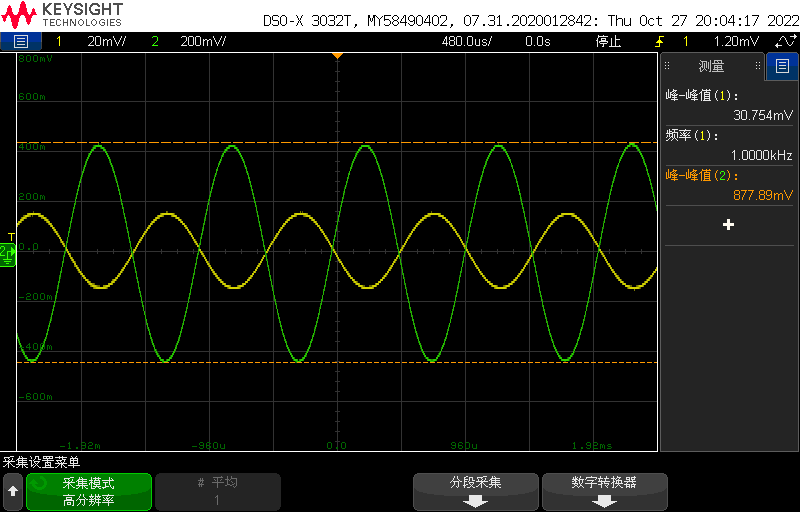 KEYSIGHT
TECHNOLOGIES
DSO-X 3032T, MY58490402, 07.31.2020012842: Thu Oct 27 20:04:17 2022
1 20mV/ 2 200mV/ 480.0us/ 0.0s 停止 1 1.20mV
800mV
600m
400m
200m
0.0
-200m
-400m
-600m
-1.92m -960u 0.0 960u 1.92ms
T
2
测量
峰-峰值(1):
30.754mV
频率(1):
1.0000kHz
峰-峰值(2):
877.89mV
+
采集设置菜单
采集模式
高分辨率
# 平均
1
分段采集
数字转换器